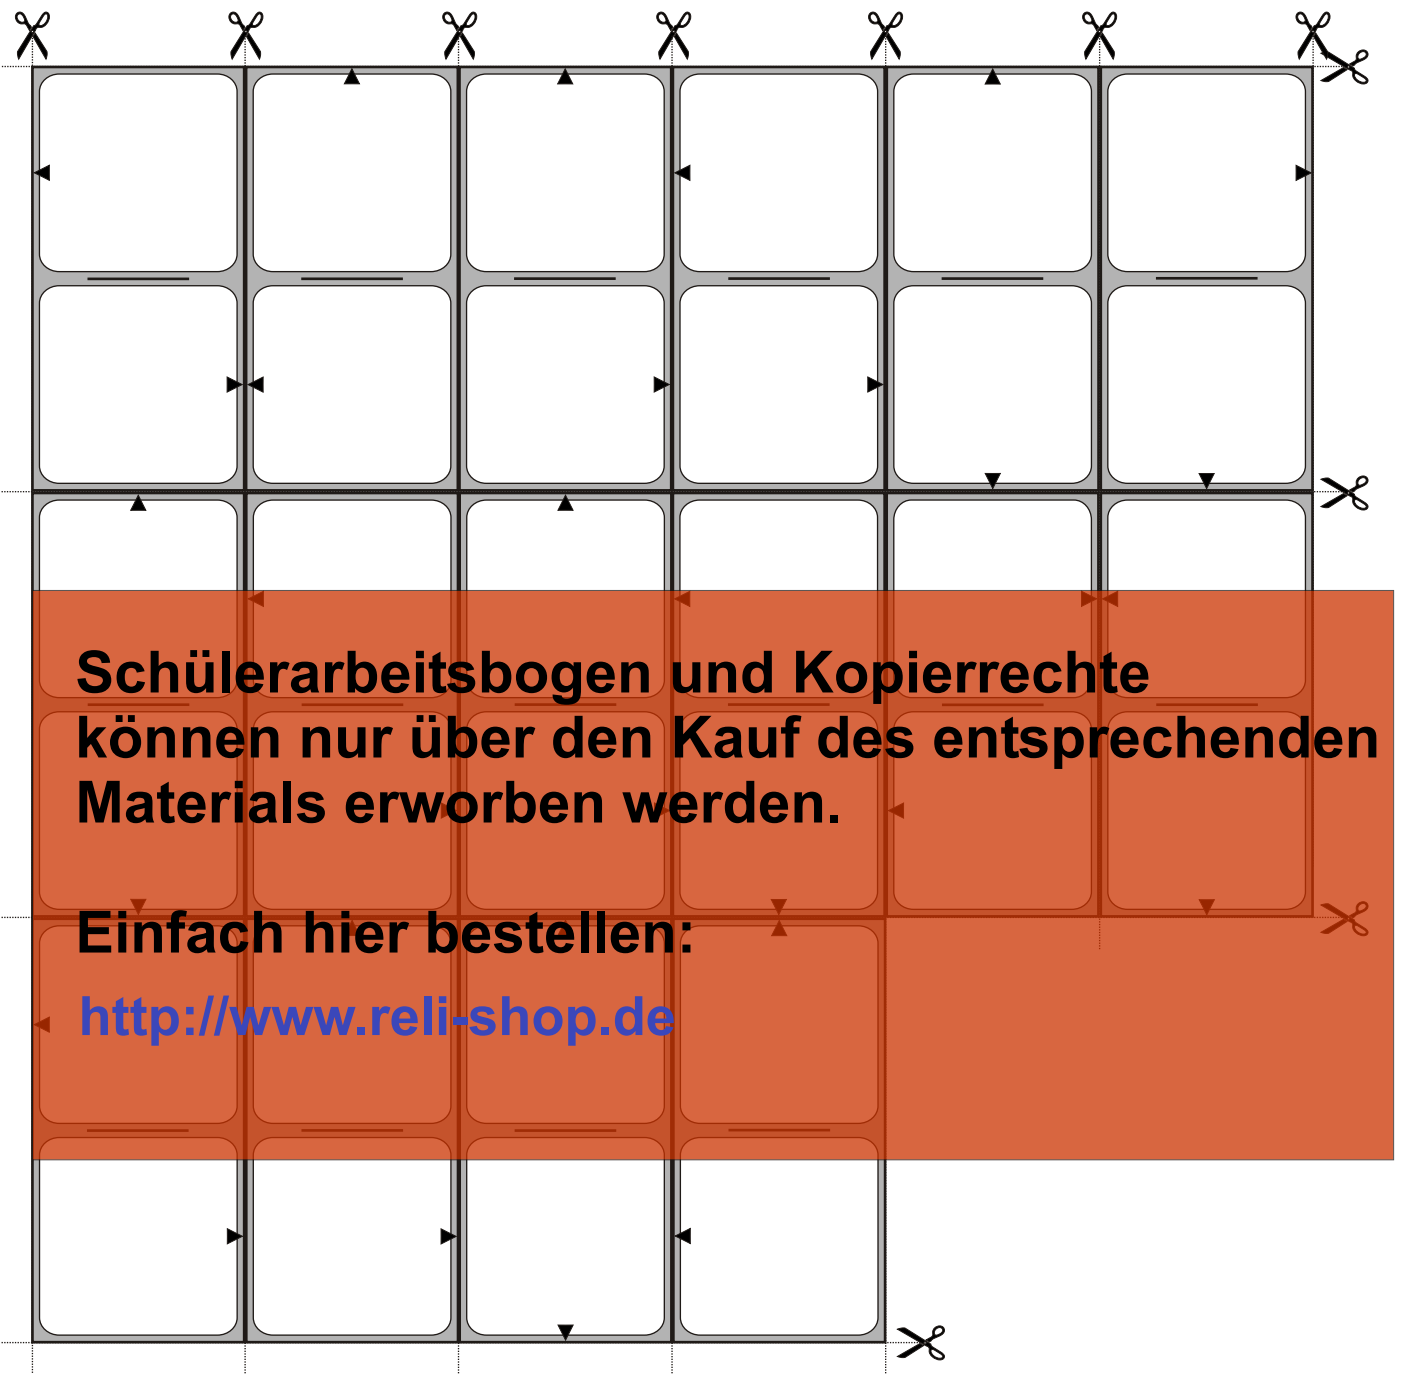 Schülerarbeitsbogen und Kopierrechte
können nur über den Kauf des entsprechenden
Materials erworben werden.
Einfach hier bestellen:
http://www.reli-shop.de